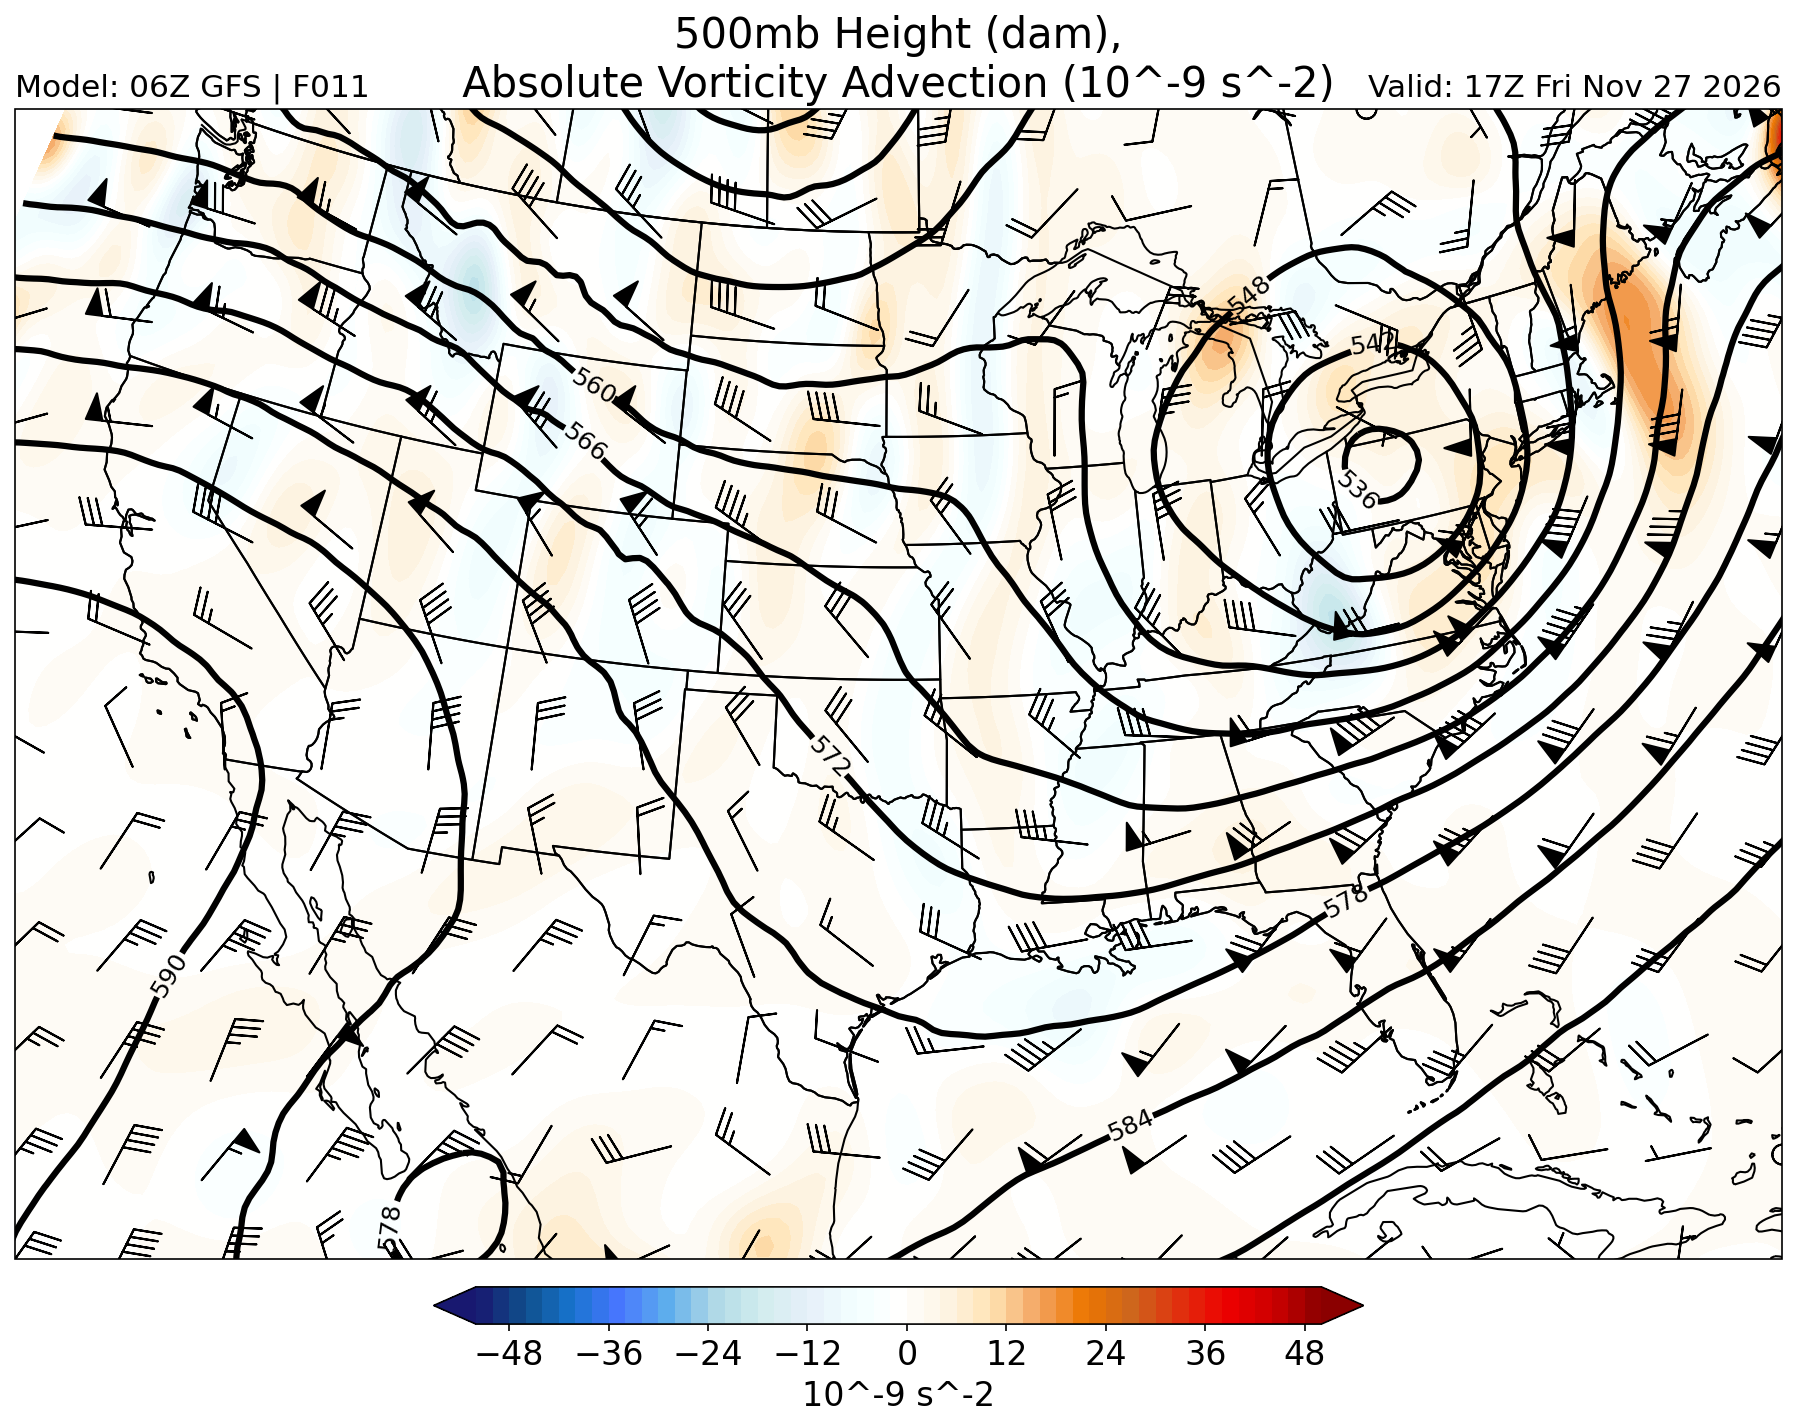 500mb Height (dam),
Absolute Vorticity Advection (10^-9 s^-2)
Model: 06Z GFS | F011
Valid: 17Z Fri Nov 27 2026
548
542
560
566
536
572
578
590
584
578
−48 −36 −24 −12 0 12 24 36 48
10^-9 s^-2